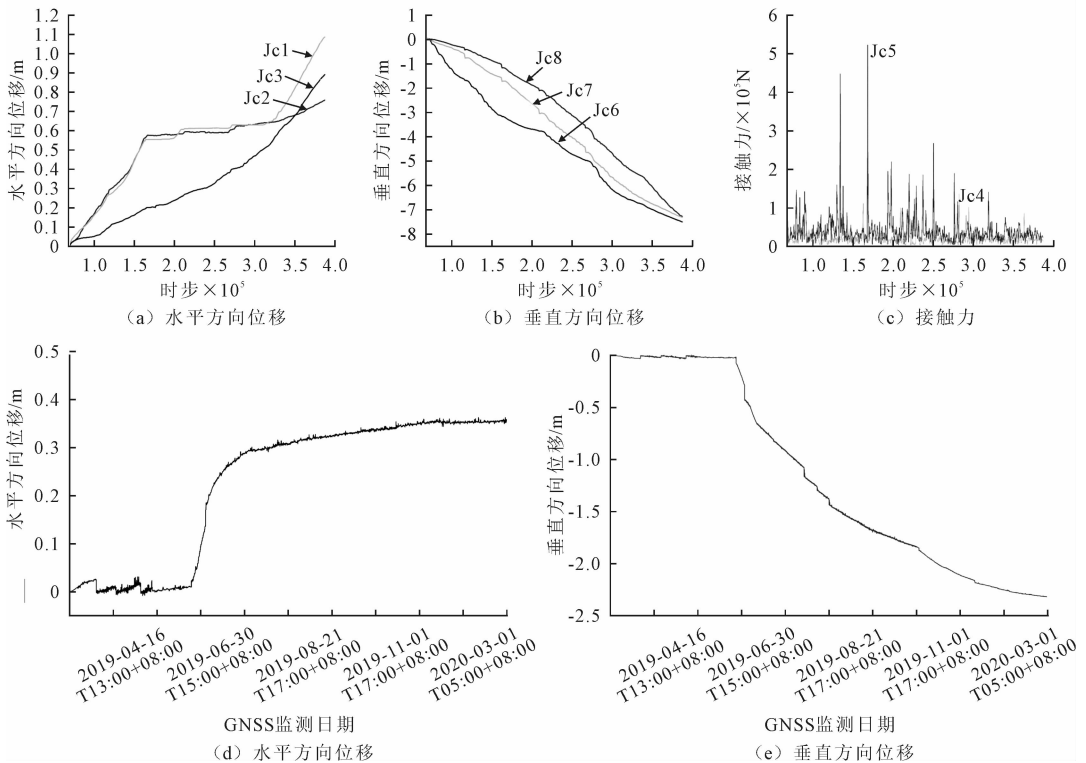 水平方向位移/m
1.2
1.1
1.0
0.9
0.8
0.7
0.6
0.5
0.4
0.3
0.2
0.1
0
Jc1
Jc3
Jc2
1.0 1.5 2.0 2.5 3.0 3.5 4.0
时步×10⁵
(a) 水平方向位移
垂直方向位移/m
1
0
-1
-2
-3
-4
-5
-6
-7
-8
Jc8
Jc7
Jc6
1.0 1.5 2.0 2.5 3.0 3.5 4.0
时步×10⁵
(b) 垂直方向位移
接触力/×10⁵N
6
5
4
3
2
1
0
Jc5
Jc4
1.0 1.5 2.0 2.5 3.0 3.5 4.0
时步×10⁵
(c) 接触力
水平方向位移/m
0.5
0.4
0.3
0.2
0.1
0
2019-04-16
T13:00+08:00
2019-06-30
T15:00+08:00
2019-08-21
T17:00+08:00
2019-11-01
T17:00+08:00
2020-03-01
T05:00+08:00
GNSS监测日期
(d) 水平方向位移
垂直方向位移/m
0
-0.5
-1.0
-1.5
-2.0
-2.5
2019-04-16
T13:00+08:00
2019-06-30
T15:00+08:00
2019-08-21
T17:00+08:00
2019-11-01
T17:00+08:00
2020-03-01
T05:00+08:00
GNSS监测日期
(e) 垂直方向位移